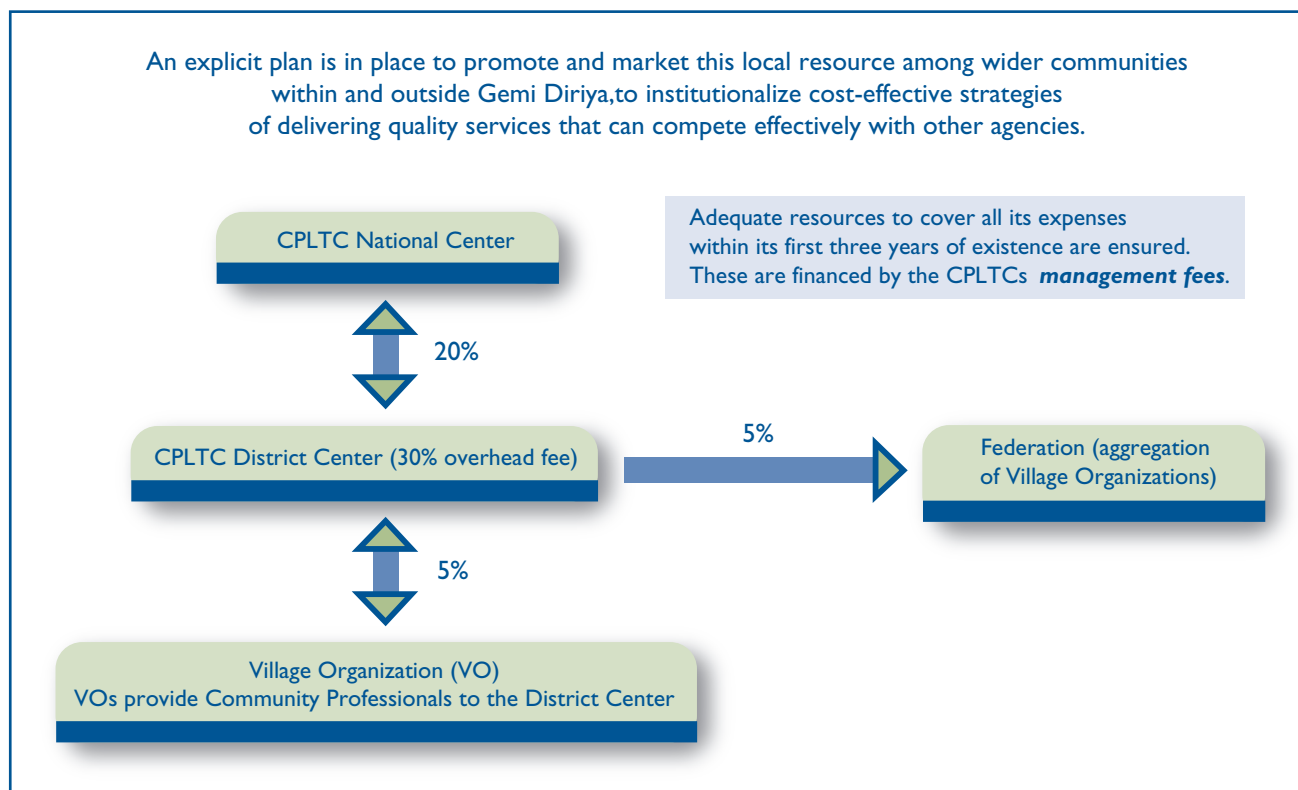 An explicit plan is in place to promote and market this local resource among wider communities
within and outside Gemi Diriya,to institutionalize cost-effective strategies
of delivering quality services that can compete effectively with other agencies.
CPLTC National Center
Adequate resources to cover all its expenses
within its first three years of existence are ensured.
These are financed by the CPLTCs management fees.
20%
CPLTC District Center (30% overhead fee)
5%
Federation (aggregation
of Village Organizations)
5%
Village Organization (VO)
VOs provide Community Professionals to the District Center